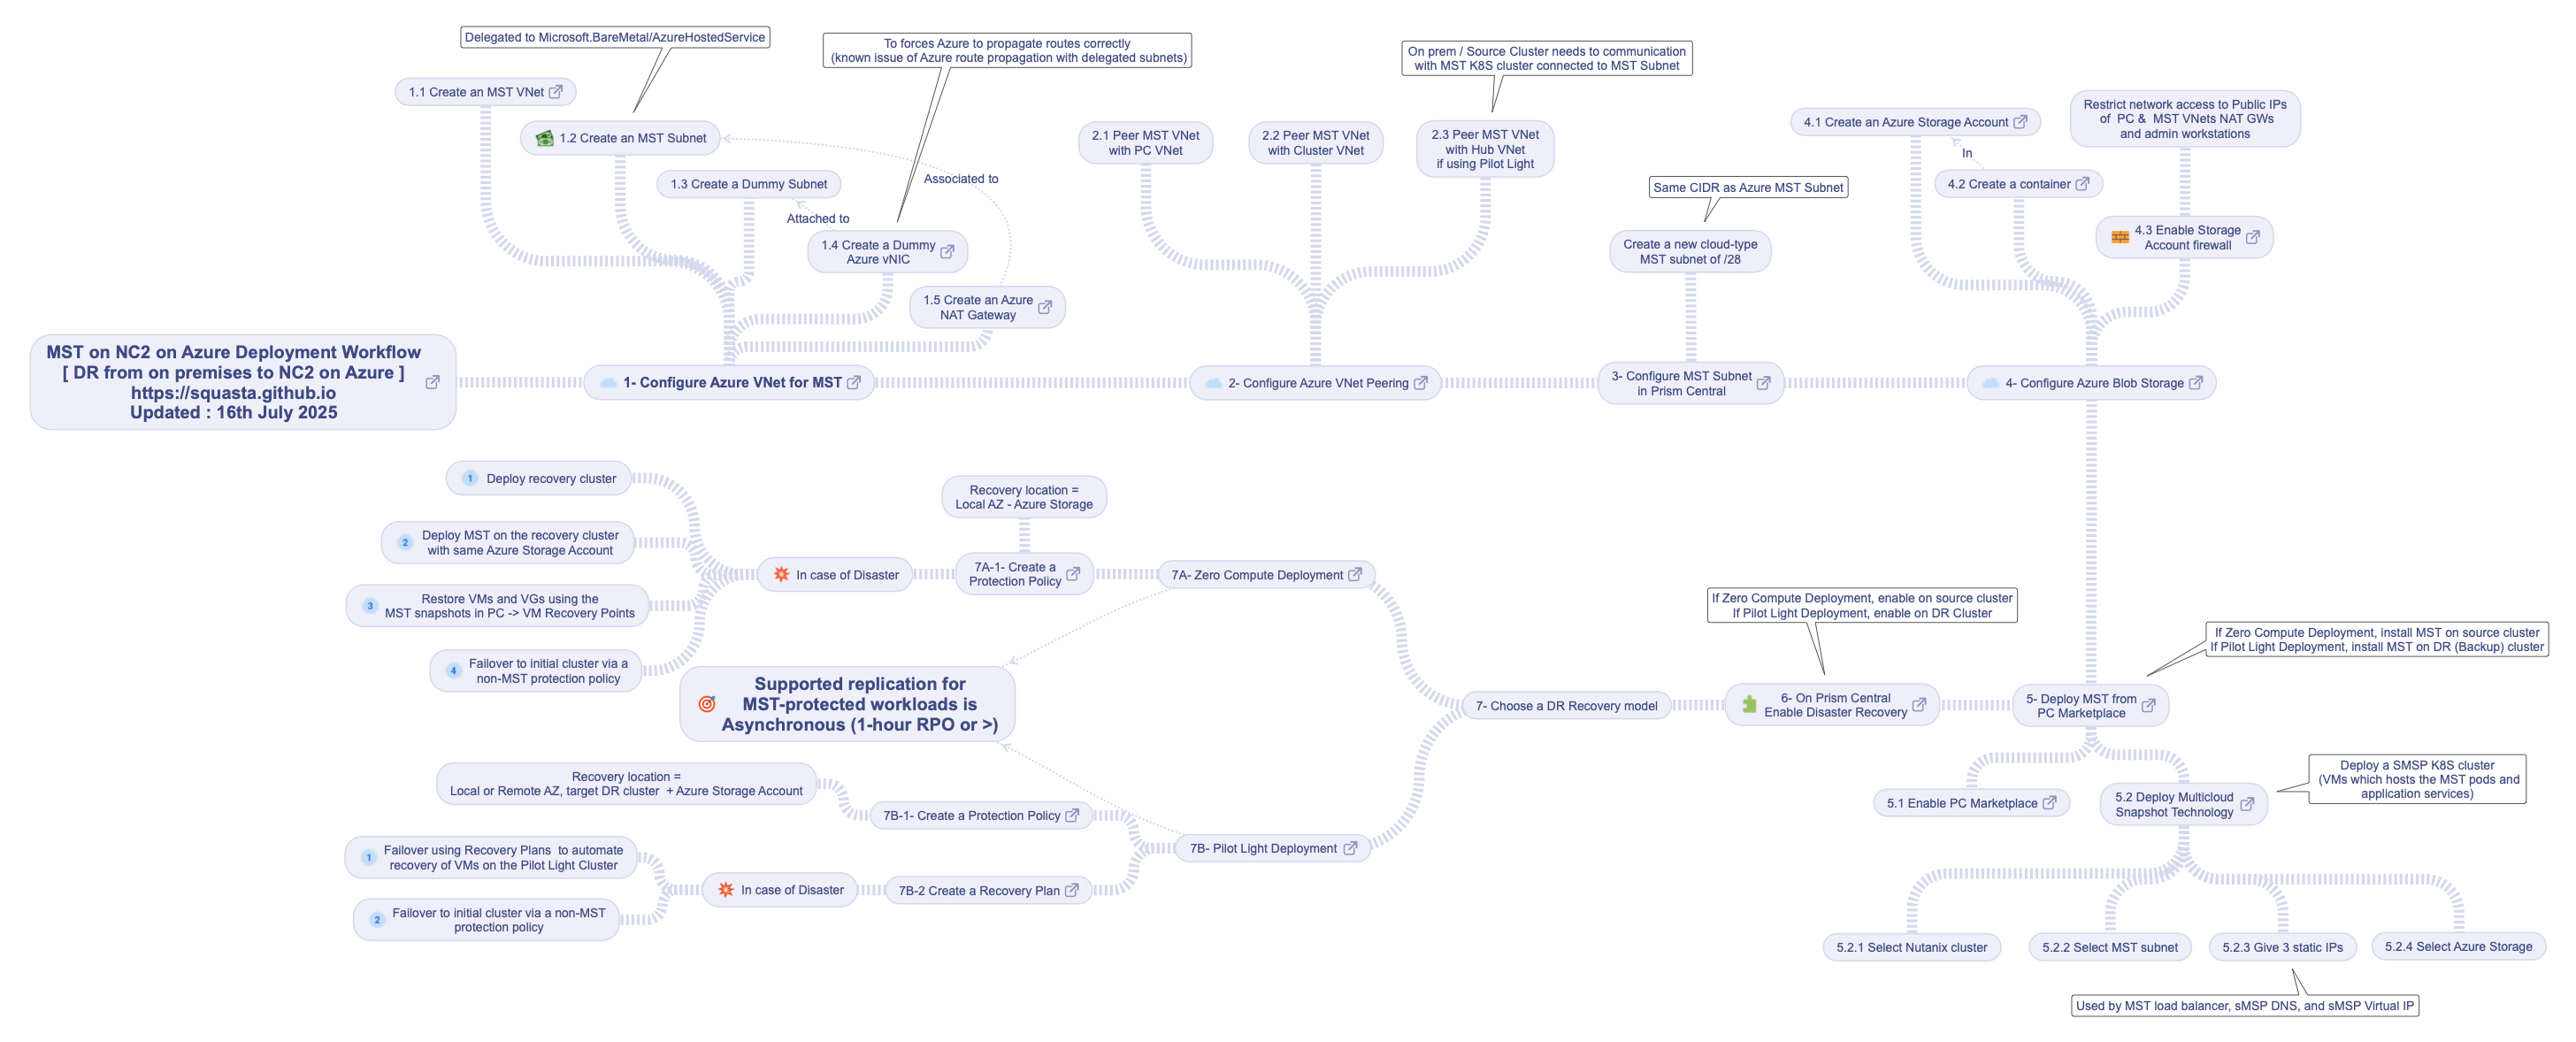 Delegated to Microsoft.BareMetal/AzureHostedService
To forces Azure to propagate routes correctly
(known issue of Azure route propagation with delegated subnets)
On prem / Source Cluster needs to communication
with MST K8S cluster connected to MST Subnet
1.1 Create an MST VNet
1.2 Create an MST Subnet
1.3 Create a Dummy Subnet
Associated to
Attached to
1.4 Create a Dummy
Azure vNIC
1.5 Create an Azure
NAT Gateway
2.1 Peer MST VNet
with PC VNet
2.2 Peer MST VNet
with Cluster VNet
2.3 Peer MST VNet
with Hub VNet
if using Pilot Light
Same CIDR as Azure MST Subnet
Create a new cloud-type
MST subnet of /28
4.1 Create an Azure Storage Account
In
4.2 Create a container
Restrict network access to Public IPs
of PC & MST VNets NAT GWs
and admin workstations
4.3 Enable Storage
Account firewall
MST on NC2 on Azure Deployment Workflow
[ DR from on premises to NC2 on Azure ]
https://squasta.github.io
Updated : 16th July 2025
1- Configure Azure VNet for MST
2- Configure Azure VNet Peering
3- Configure MST Subnet
in Prism Central
4- Configure Azure Blob Storage
1 Deploy recovery cluster
2 Deploy MST on the recovery cluster
with same Azure Storage Account
3 Restore VMs and VGs using the
MST snapshots in PC -> VM Recovery Points
4 Failover to initial cluster via a
non-MST protection policy
In case of Disaster
Recovery location =
Local AZ - Azure Storage
7A-1- Create a
Protection Policy
7A- Zero Compute Deployment
Supported replication for
MST-protected workloads is
Asynchronous (1-hour RPO or >)
7- Choose a DR Recovery model
If Zero Compute Deployment, enable on source cluster
If Pilot Light Deployment, enable on DR Cluster
6- On Prism Central
Enable Disaster Recovery
If Zero Compute Deployment, install MST on source cluster
If Pilot Light Deployment, install MST on DR (Backup) cluster
5- Deploy MST from
PC Marketplace
Recovery location =
Local or Remote AZ, target DR cluster + Azure Storage Account
7B-1- Create a Protection Policy
7B- Pilot Light Deployment
1 Failover using Recovery Plans to automate
recovery of VMs on the Pilot Light Cluster
2 Failover to initial cluster via a non-MST
protection policy
In case of Disaster
7B-2 Create a Recovery Plan
5.1 Enable PC Marketplace
5.2 Deploy Multicloud
Snapshot Technology
Deploy a SMSP K8S cluster
(VMs which hosts the MST pods and
application services)
5.2.1 Select Nutanix cluster
5.2.2 Select MST subnet
5.2.3 Give 3 static IPs
5.2.4 Select Azure Storage
Used by MST load balancer, sMSP DNS, and sMSP Virtual IP